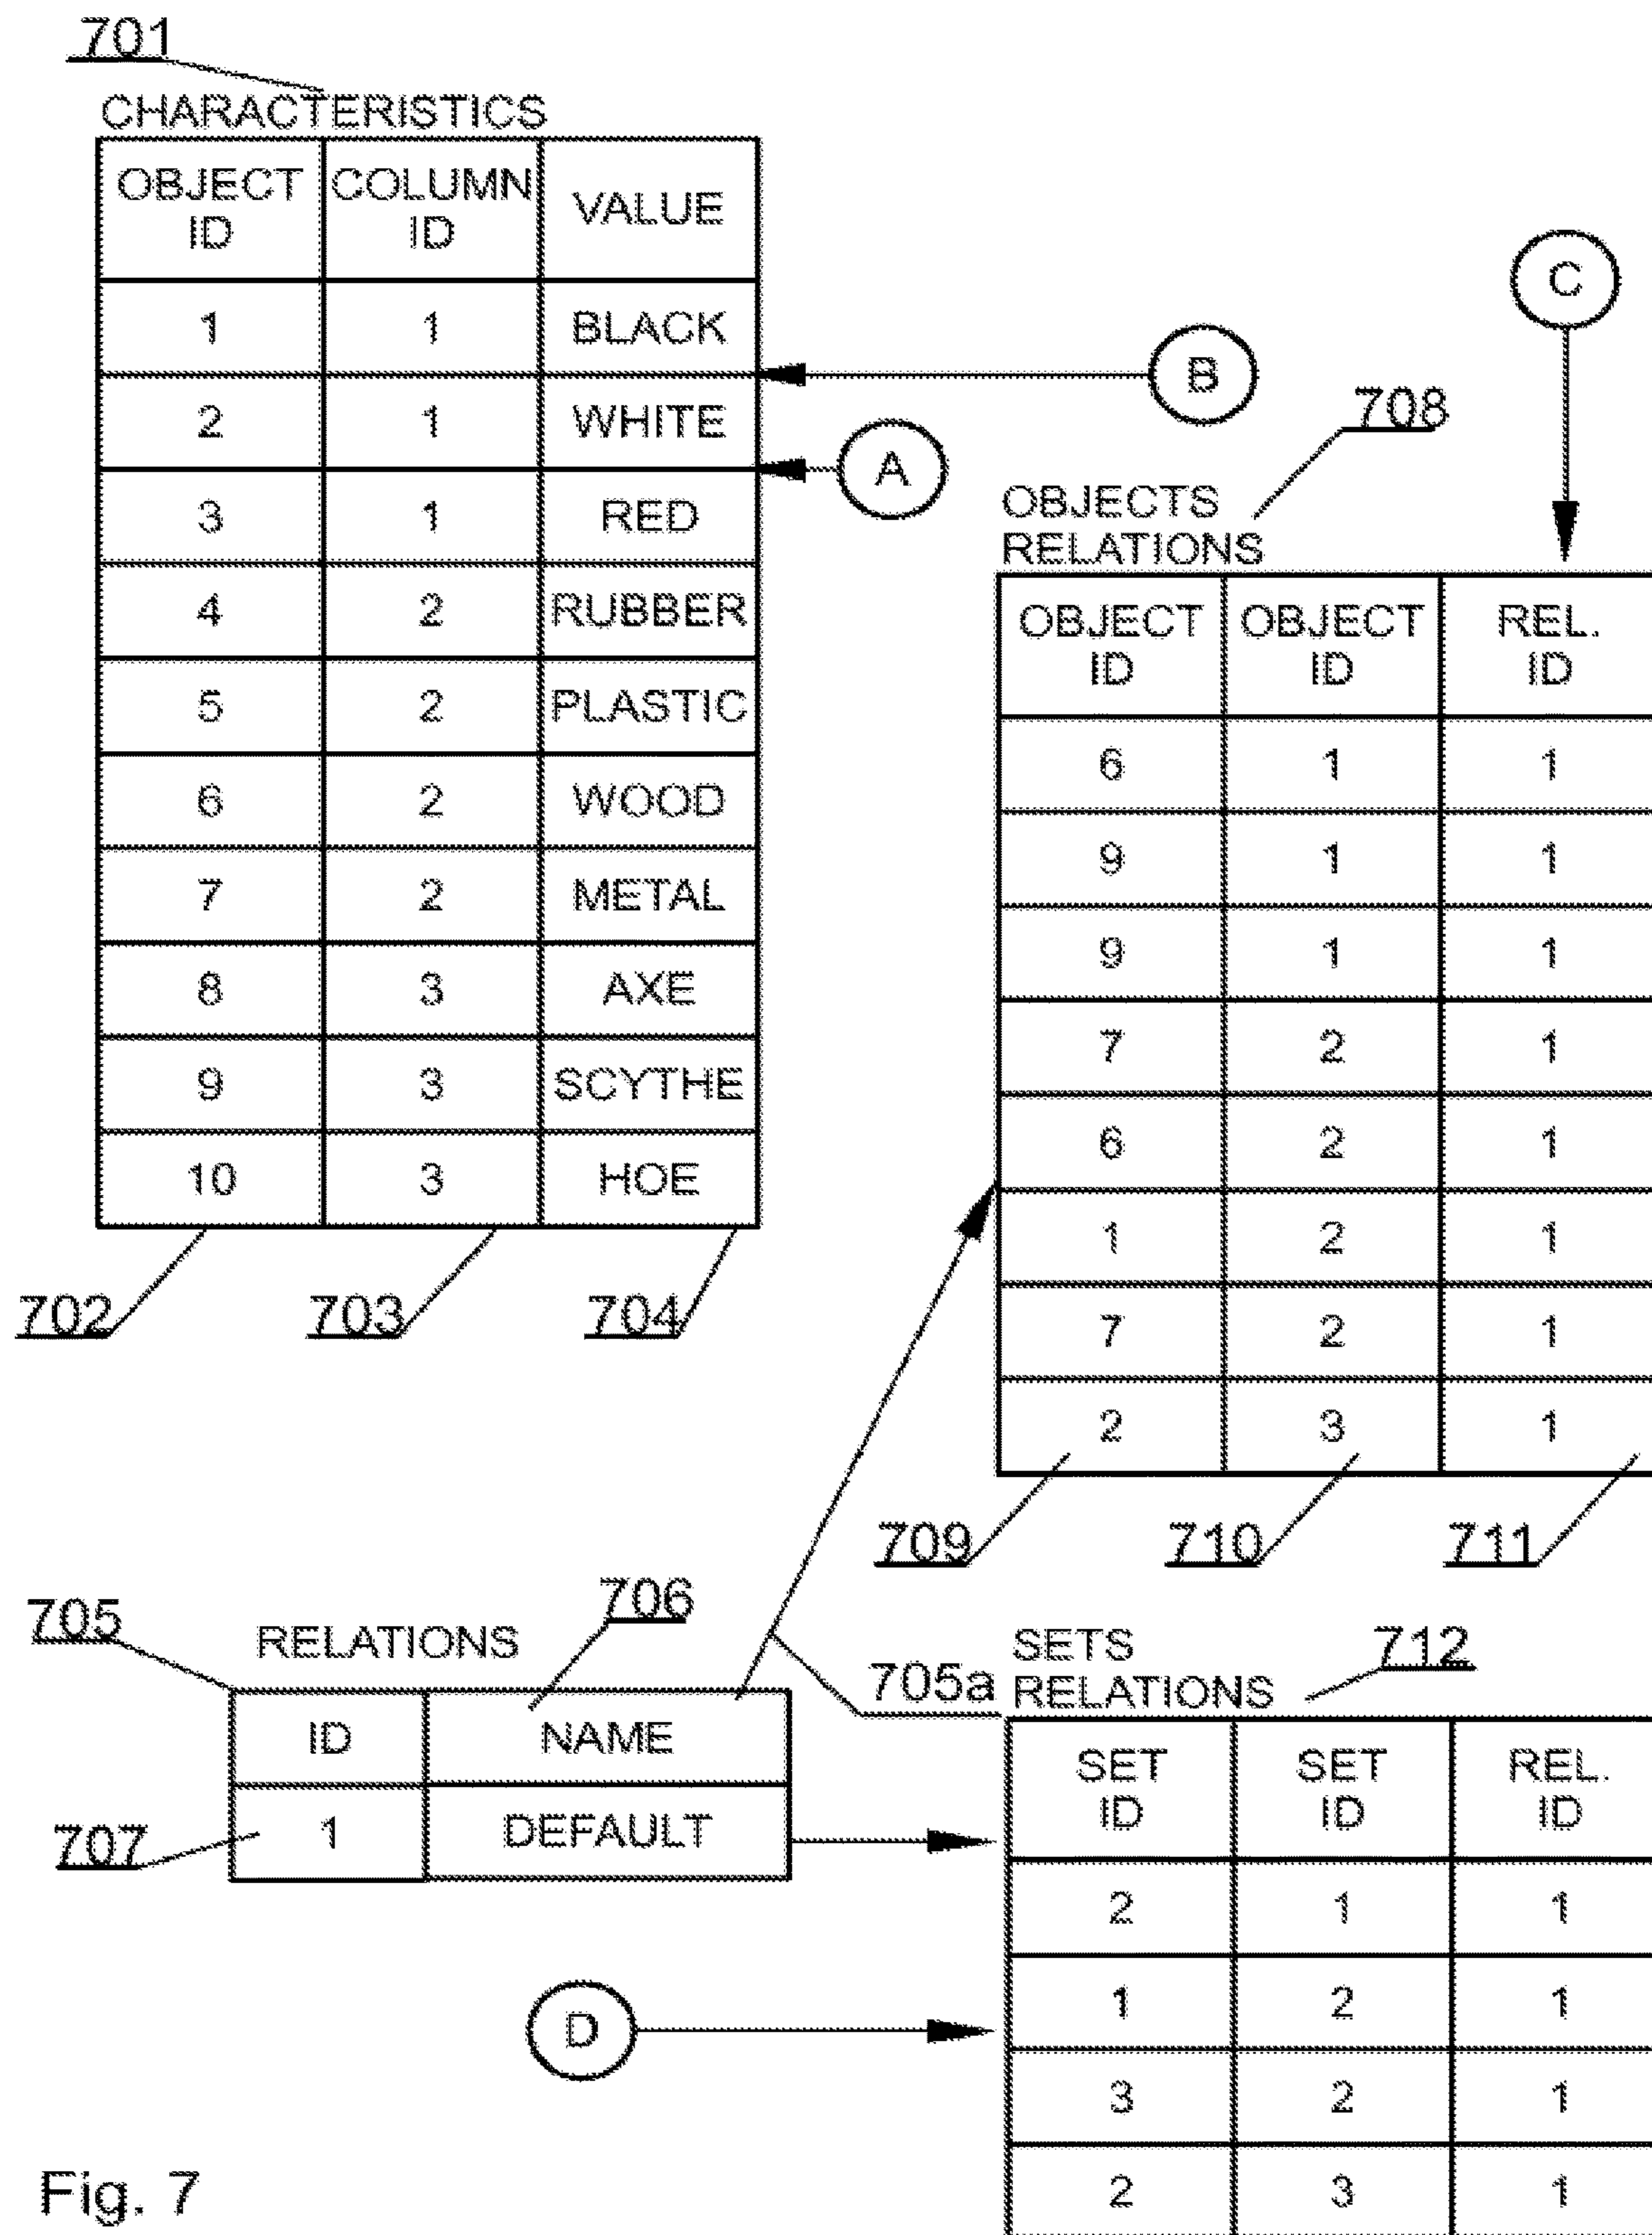 701
CHARACTERISTICS
OBJECT ID COLUMN ID VALUE
1 1 BLACK
2 1 WHITE
3 1 RED
4 2 RUBBER
5 2 PLASTIC
6 2 WOOD
7 2 METAL
8 3 AXE
9 3 SCYTHE
10 3 HOE
702 703 704
B
A
C
708
OBJECTS
RELATIONS
OBJECT ID OBJECT ID REL. ID
6 1 1
9 1 1
9 1 1
7 2 1
6 2 1
1 2 1
7 2 1
2 3 1
709 710 711
705
RELATIONS
706
ID NAME
1 DEFAULT
707
705a
SETS
RELATIONS
712
SET ID SET ID REL. ID
2 1 1
1 2 1
3 2 1
2 3 1
D
Fig. 7